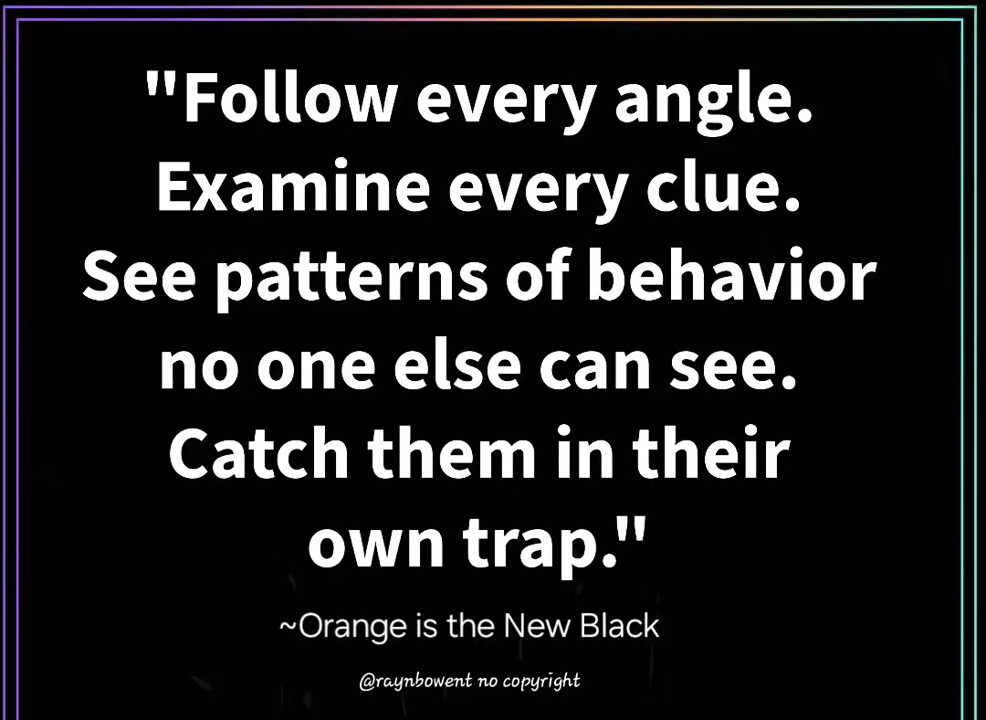 "Follow every angle.
Examine every clue.
See patterns of behavior
no one else can see.
Catch them in their
own trap."
~Orange is the New Black
@raynbowent no copyright